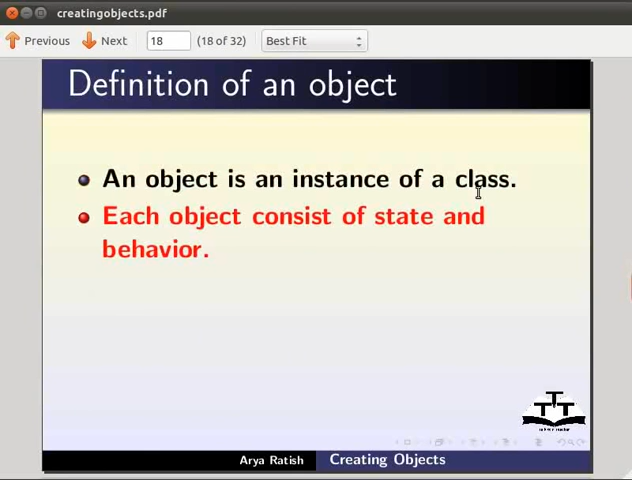 creatingobjects.pdf
Previous Next 18 (18 of 32) Best Fit
Definition of an object
An object is an instance of a class.
Each object consist of state and
behavior.
TTT
Arya Ratish Creating Objects